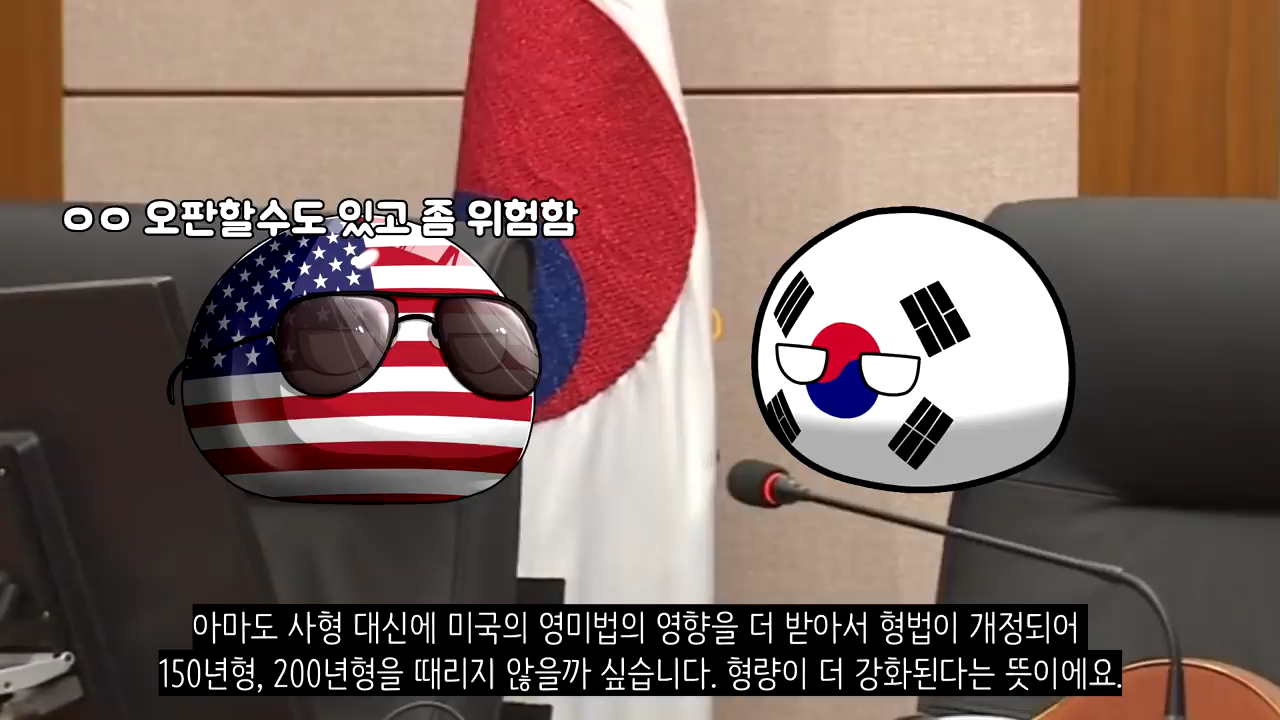 ㅇㅇ 오판할수도 있고 좀 위험함
아마도 사형 대신에 미국의 영미법의 영향을 더 받아서 형법이 개정되어
150년형, 200년형을 때리지 않을까 싶습니다. 형량이 더 강화된다는 뜻이에요.